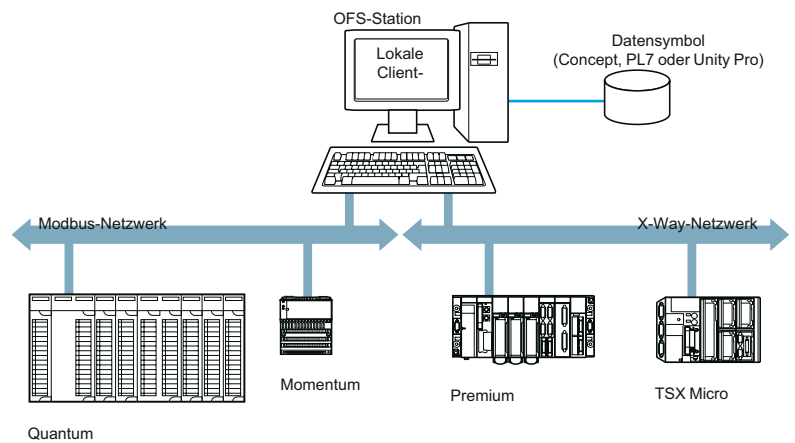 OFS-Station
Lokale
Client-
Datensymbol
(Concept, PL7 oder Unity Pro)
Modbus-Netzwerk
X-Way-Netzwerk
Quantum
Momentum
Premium
TSX Micro